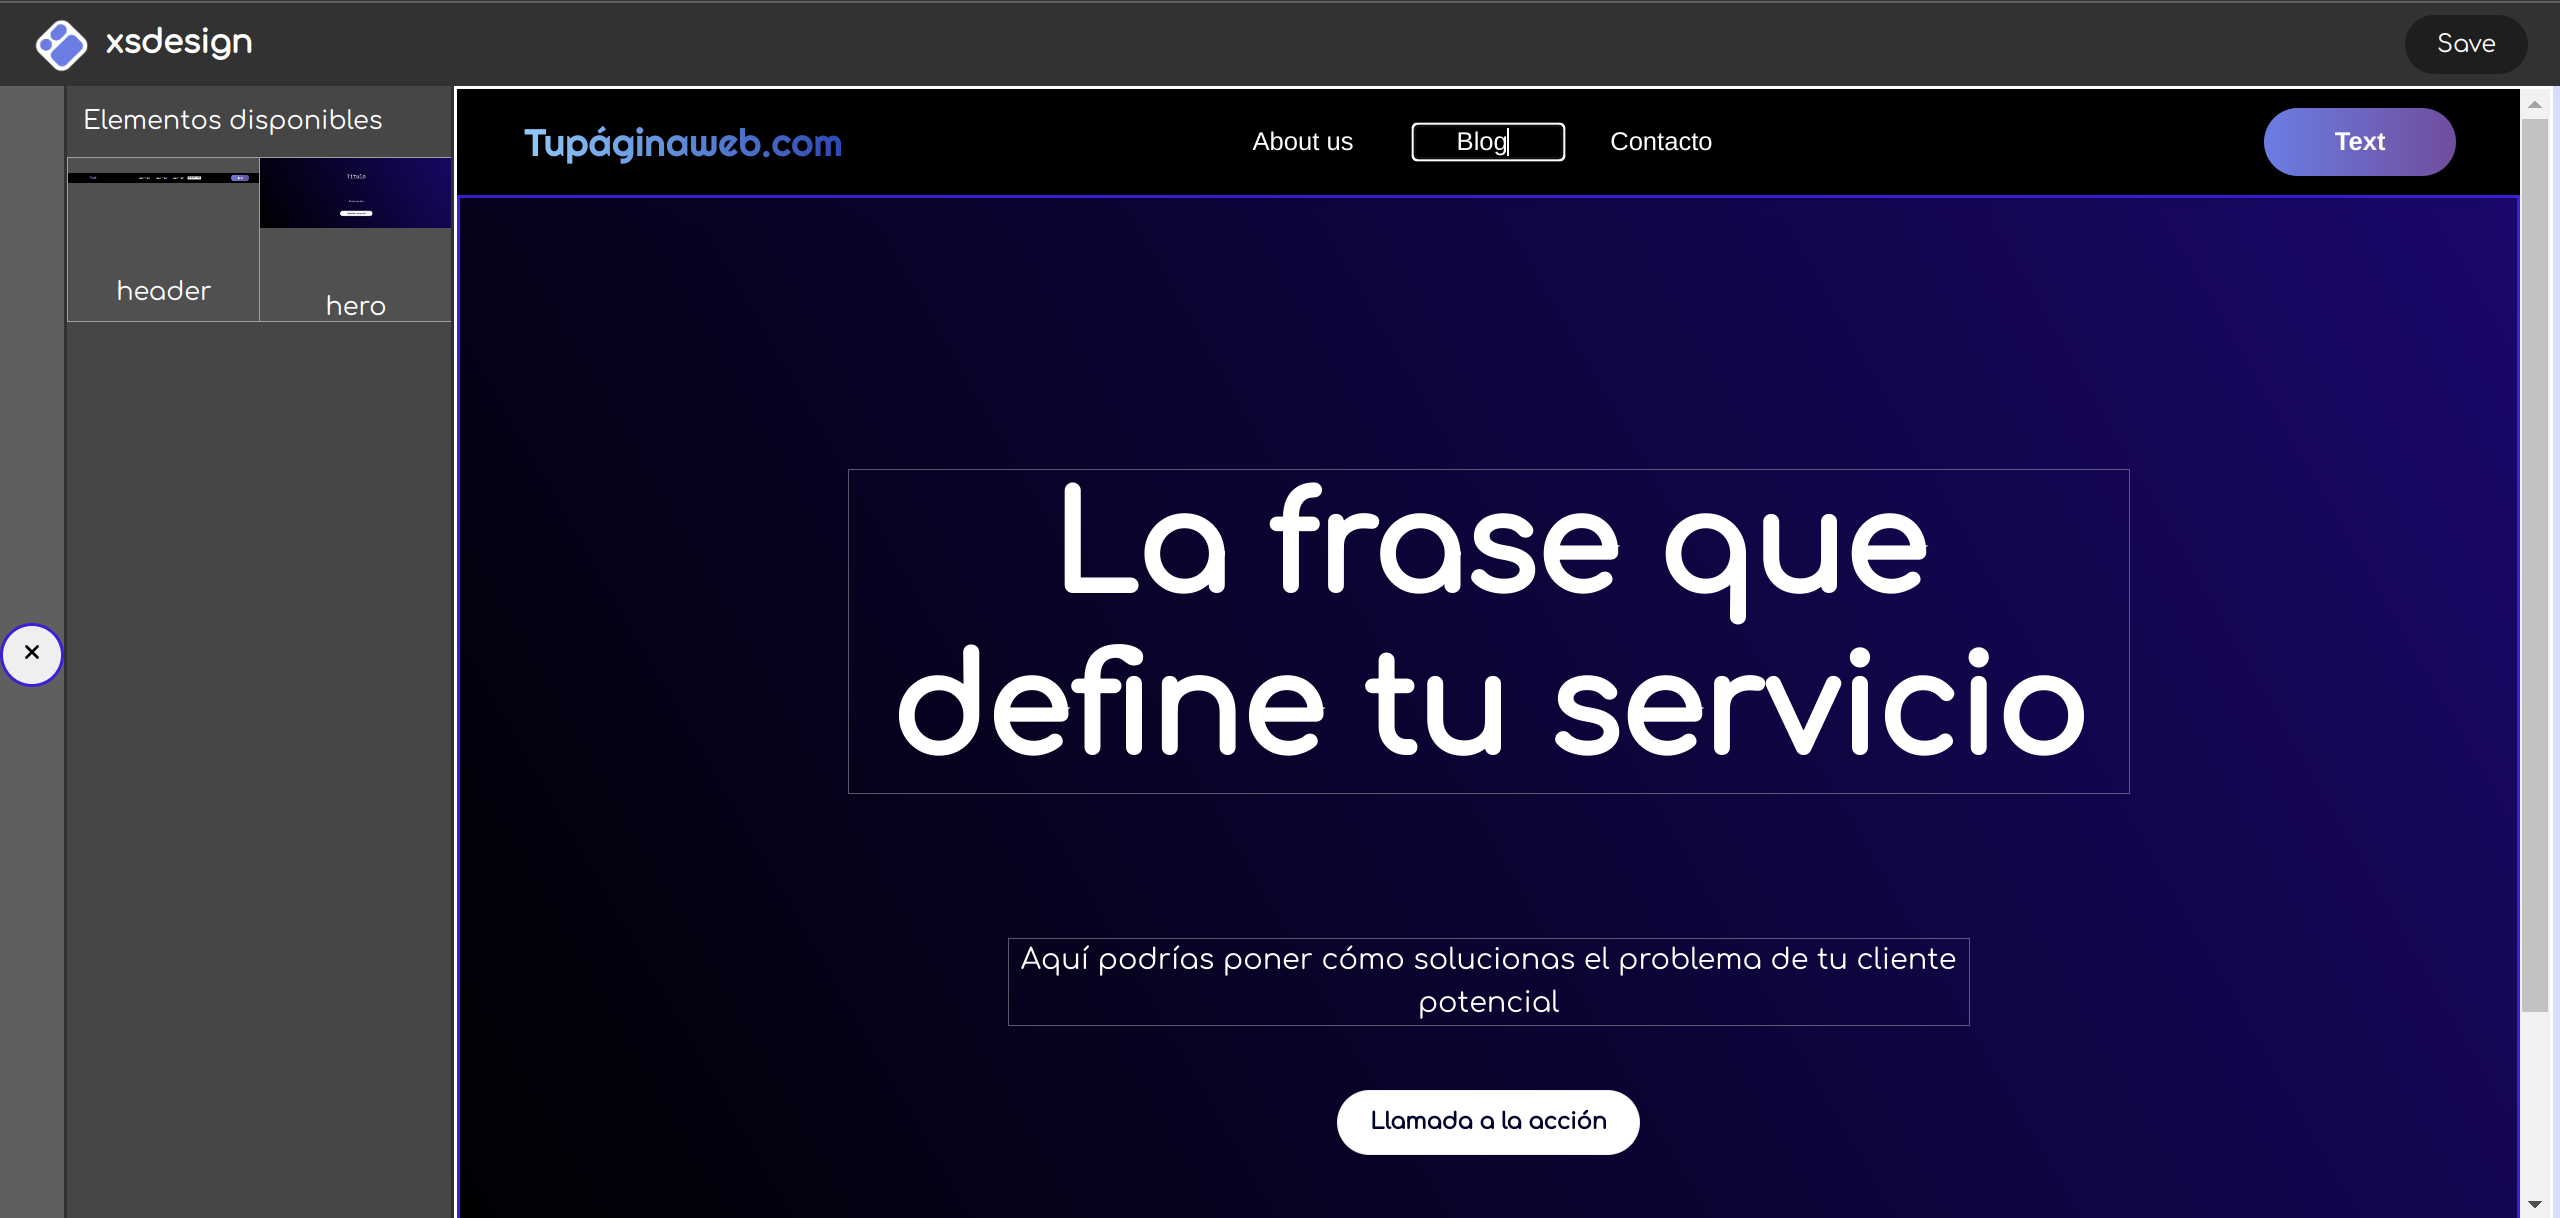 xsdesign
Save
Elementos disponibles
Título
header
hero
Tupáginaweb.com
About us
Blog
Contacto
Text
La frase que
define tu servicio
Aquí podrías poner cómo solucionas el problema de tu cliente
potencial
Llamada a la acción